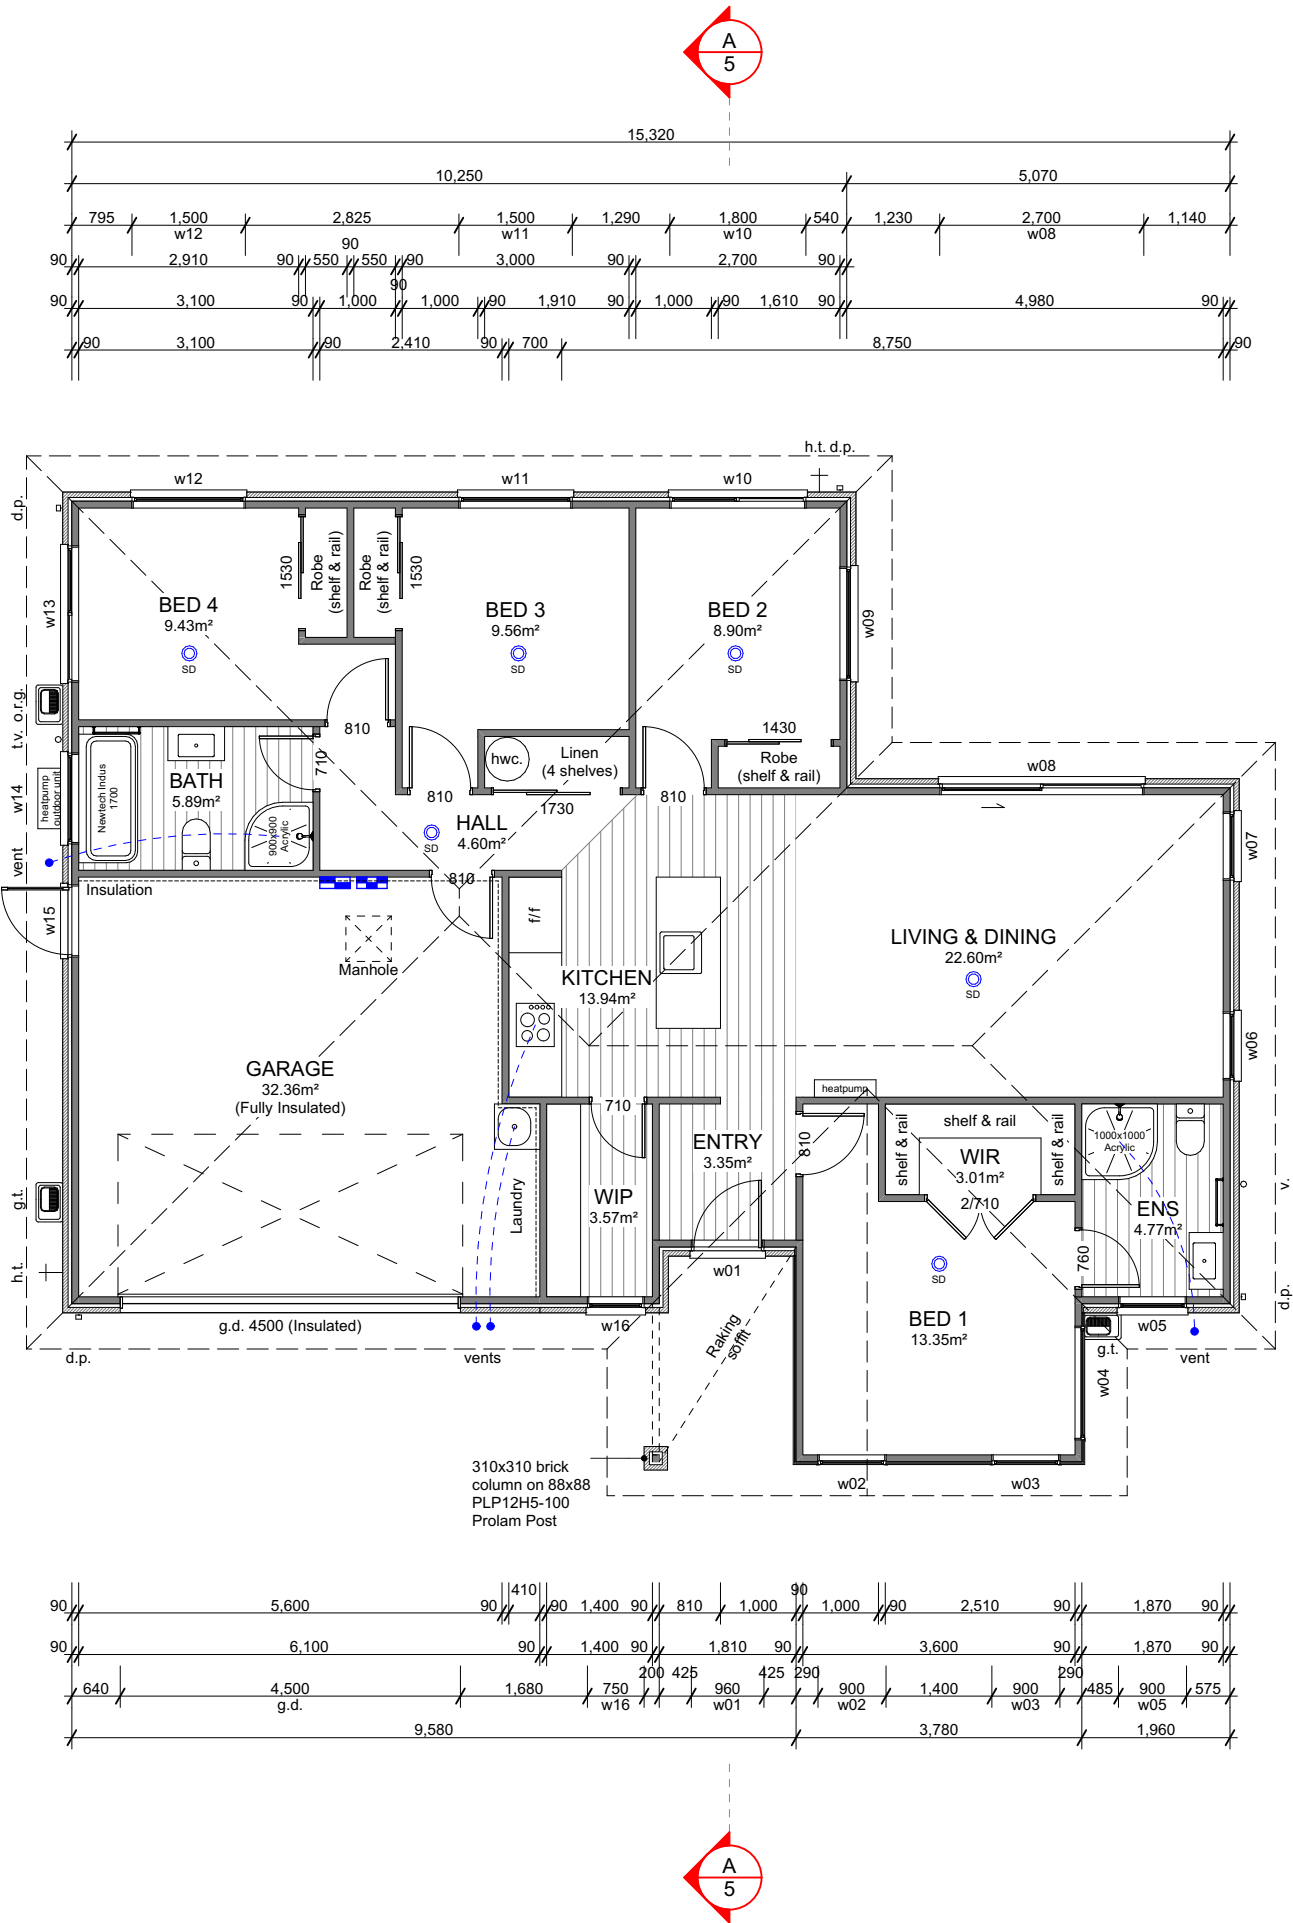 A
5
15,320
10,250 5,070
795 1,500 2,825 1,500 1,290 1,800 540 1,230 2,700 1,140
w12 w11 w10 w08
90
90 2,910 90 550 550 90 3,000 90 2,700 90
90
90 3,100 90 1,000 1,000 90 1,910 90 1,000 90 1,610 90 4,980 90
90 3,100 90 2,410 90 700 8,750 90
h.t. d.p.
w12 w11 w10
d.p.
1530
Robe
(shelf & rail)
Robe
(shelf & rail)
1530
BED 4
9.43m²
SD
BED 3
9.56m²
SD
BED 2
8.90m²
SD
w13
w09
t.v. o.r.g.
810
710
1430
Robe
(shelf & rail)
hwc.
Linen
(4 shelves)
w08
BATH
5.89m²
Newtech Indus
1700
900x900
Acrylic
w14
heatpump
outdoor unit
vent
810
1730
810
HALL
4.60m²
SD
w07
810
Insulation
w15
f/f
Manhole
LIVING & DINING
22.60m²
SD
KITCHEN
13.94m²
w06
GARAGE
32.36m²
(Fully Insulated)
heatpump
710
ENTRY
3.35m²
810
shelf & rail
shelf & rail
shelf & rail
WIR
3.01m²
2/710
1000x1000
Acrylic
ENS
4.77m²
v.
g.t.
Laundry
WIP
3.57m²
760
h.t.
w01
SD
BED 1
13.35m²
d.p.
g.d. 4500 (Insulated)
w16
Raking
soffit
w05
g.t.
d.p.
vents
vent
w04
310x310 brick
column on 88x88
PLP12H5-100
Prolam Post
w02 w03
410 90
90 5,600 90 90 1,400 90 810 1,000 1,000 90 2,510 90 1,870 90
90 6,100 90 1,400 90 1,810 90 3,600 90 1,870 90
200 425 425 290 290
640 4,500 1,680 750 960 900 1,400 900 485 900 575
g.d. w16 w01 w02 w03 w05
9,580 3,780 1,960
A
5